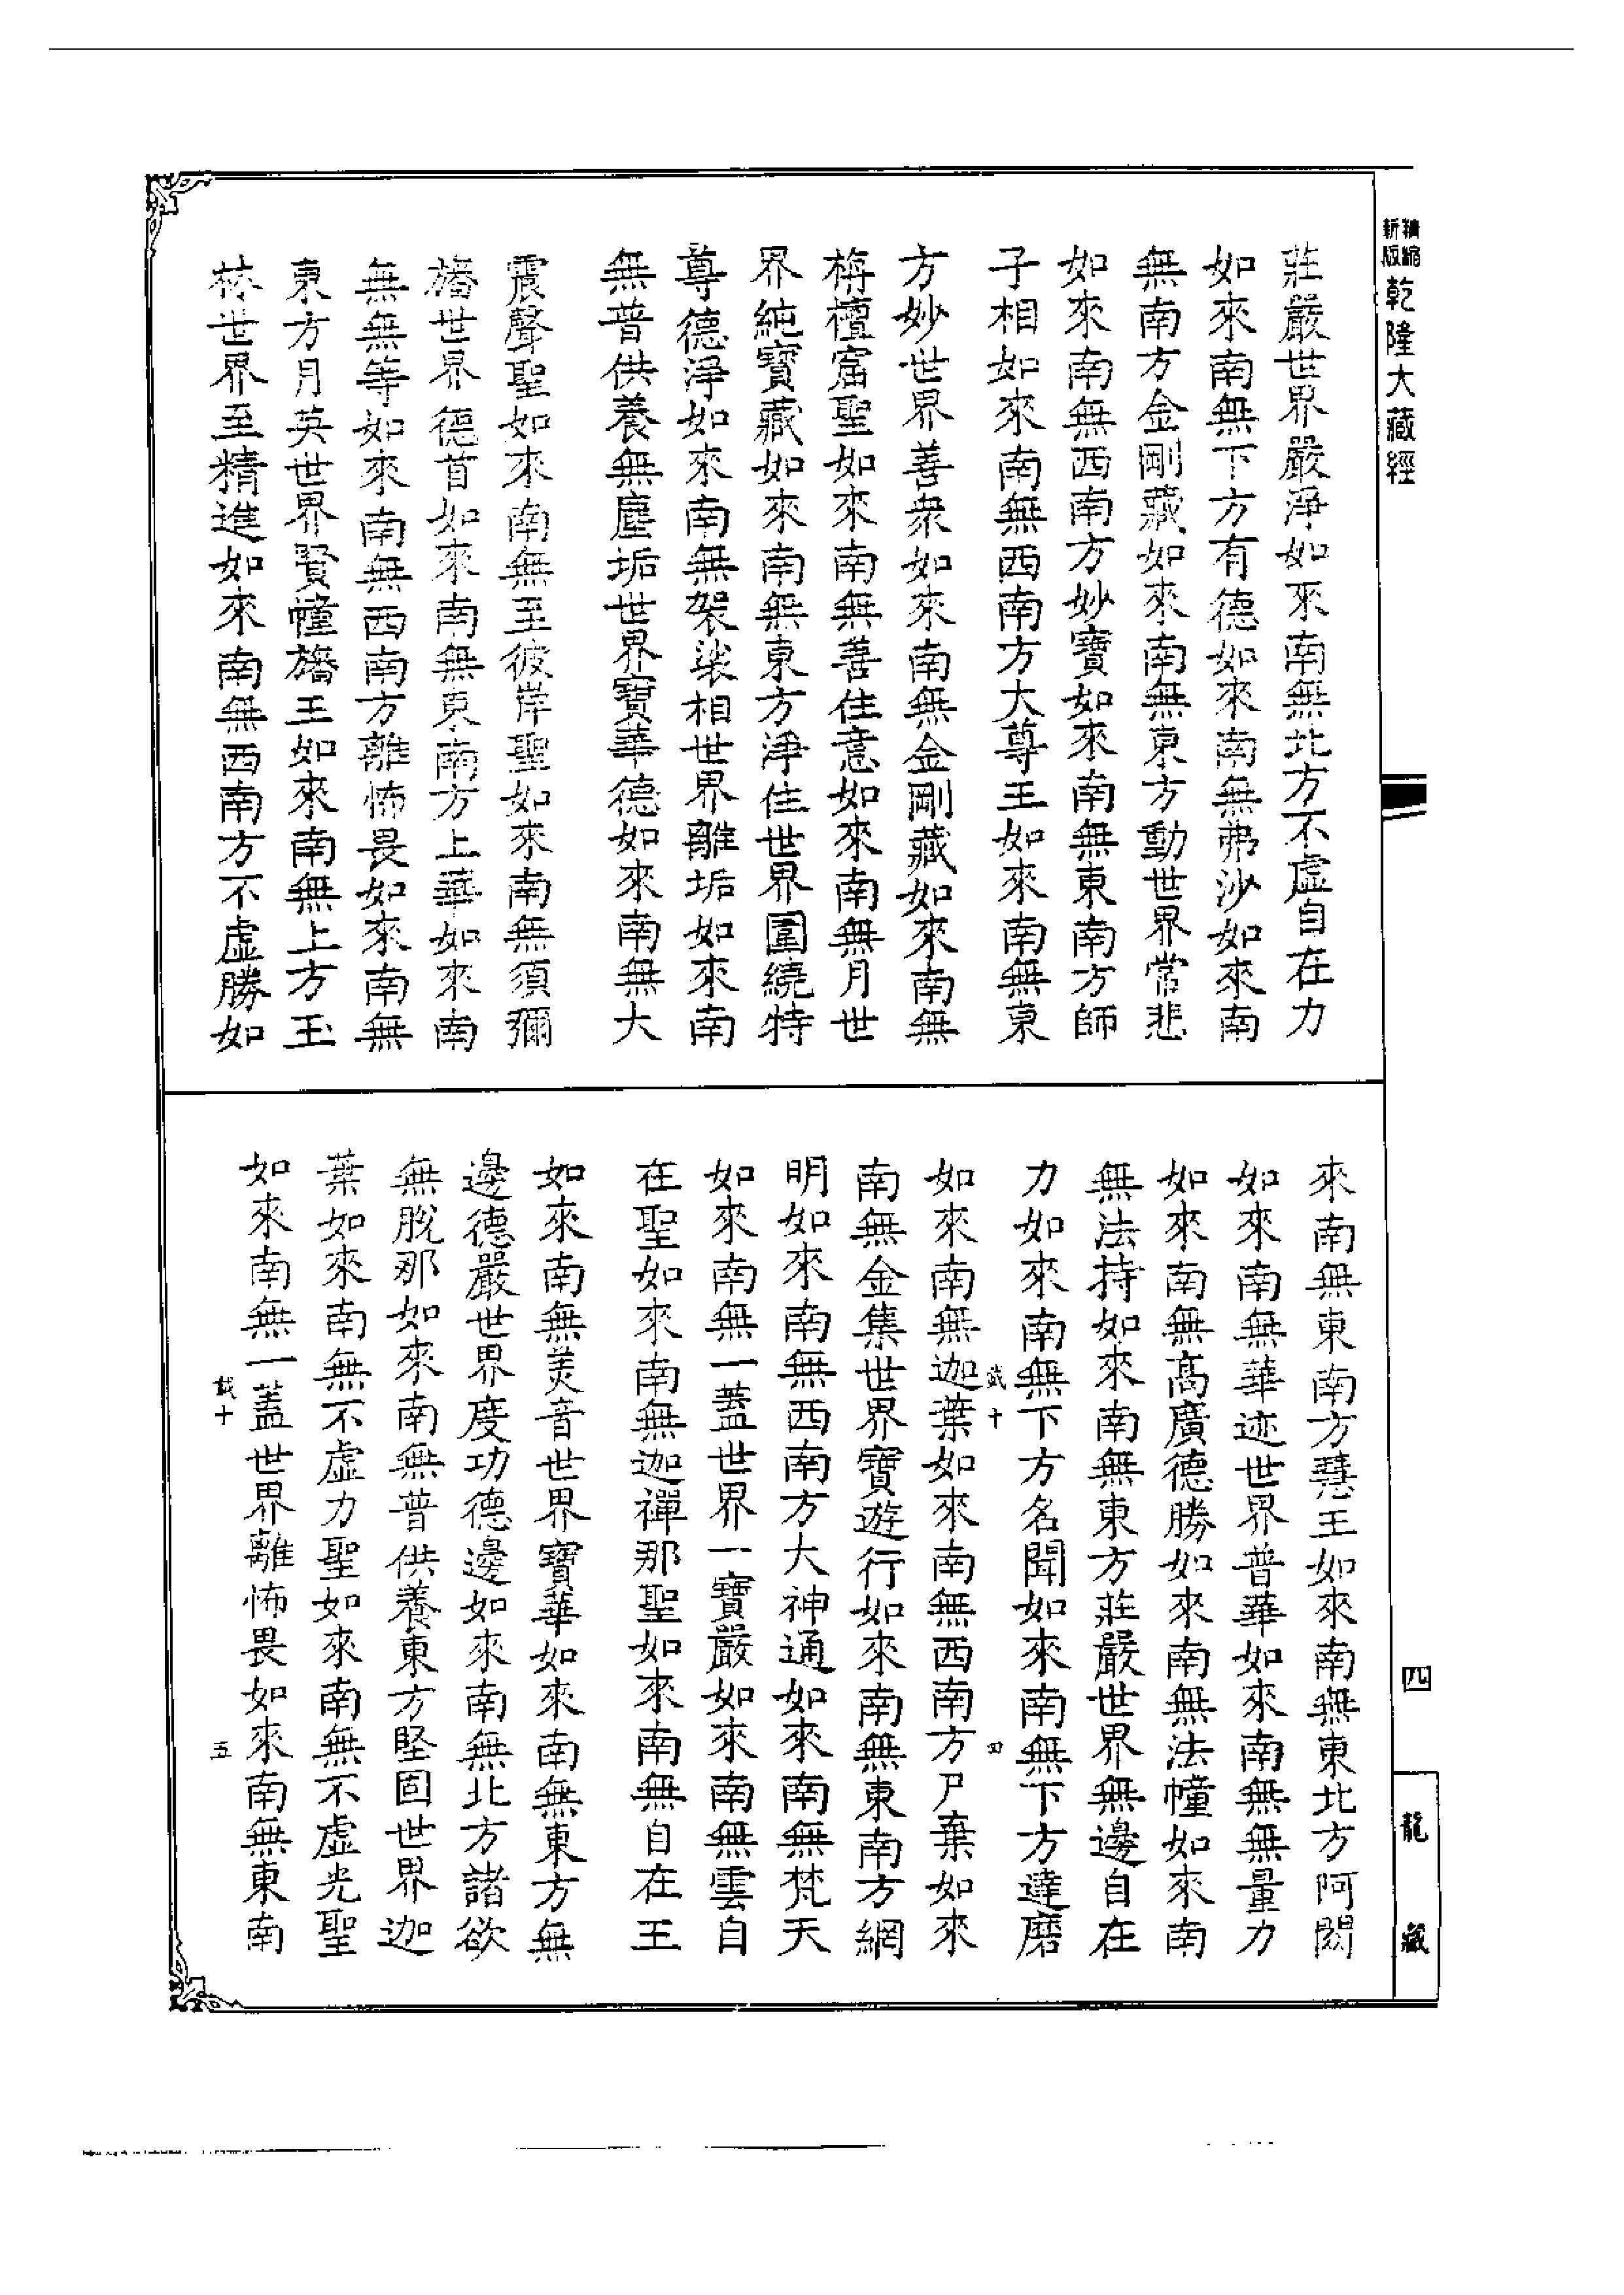 新版精縮乾隆大藏經
莊嚴世界嚴淨如來南無北方不虛自在力
如來南無下方有德如來南無弗沙如來南
無南方金剛藏如來南無東方動世界常悲
如來南無西南方妙寶如來南無東南方師
子相如來南無西南方大尊王如來南無東
方妙世界善衆如來南無金剛藏如來南無
栴檀窟聖如來南無善住意如來南無月世
界純寶藏如來南無東方淨住世界圍繞特
尊德淨如來南無袈裟相世界離垢如來南
無普供養無塵垢世界寶華德如來南無大
震聲聖如來南無至彼岸聖如來南無須彌
旛世界德首如來南無東南方上華如來南
無無等如來南無西南方離怖畏如來南無
東方月英世界賢幢旛王如來南無上方玉
林世界至精進如來南無西南方不虛勝如
來南無東南方慧王如來南無東北方阿閦
如來南無華迹世界普華如來南無無量力
如來南無高廣德勝如來南無法幢如來南
無法持如來南無東方莊嚴世界無邊自在
力如來南無下方名聞如來南無下方達磨
如來南無迦葉如來南無西南方尸棄如來
南無金集世界寶遊行如來南無東南方網
明如來南無西南方大神通如來南無梵天
如來南無一蓋世界一寶嚴如來南無雲自
在聖如來南無迦禪那聖如來南無自在王
如來南無美音世界寶華如來南無東方無
邊德嚴世界度功德邊如來南無北方諸欲
無脫那如來南無普供養東方堅固世界迦
葉如來南無不虛力聖如來南無不虛光聖
如來南無一蓋世界離怖畏如來南無東南
十
四
十
五
四
龍藏